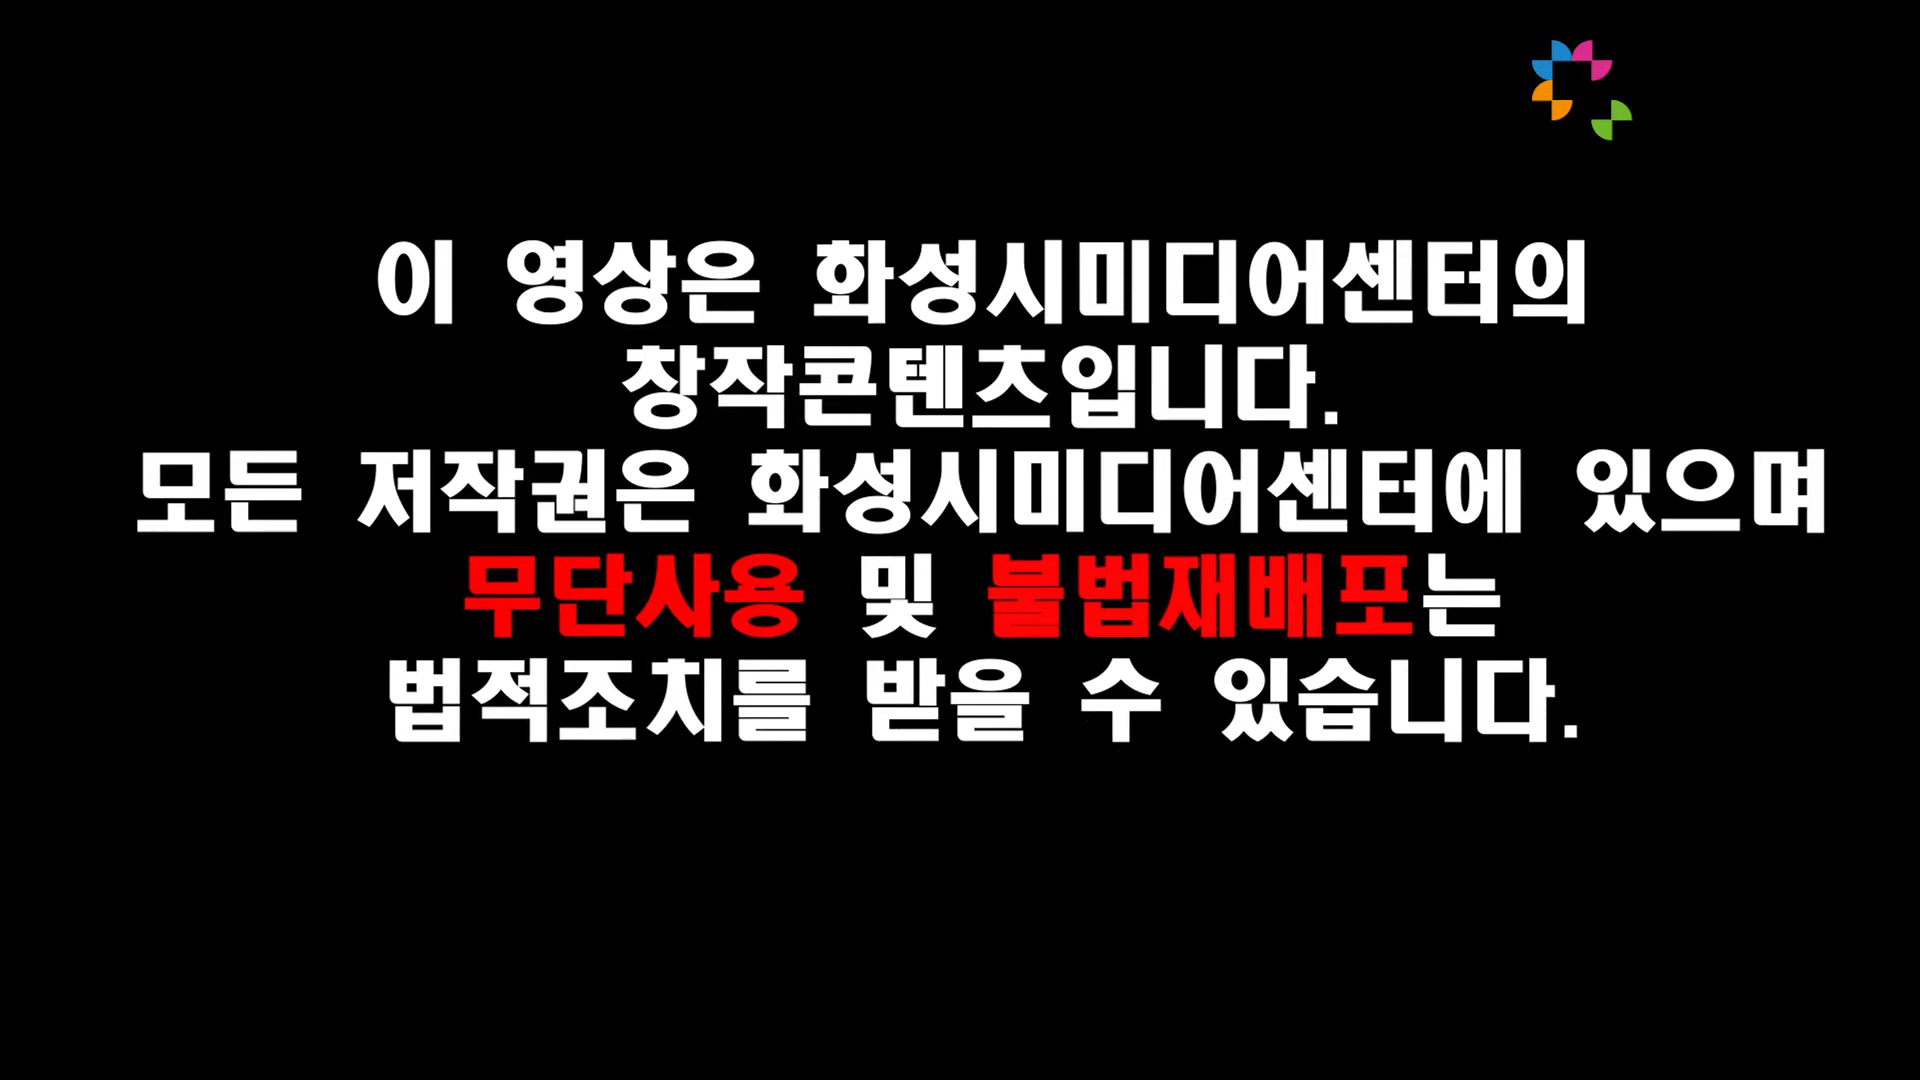 이 영상은 화성시미디어센터의
창작콘텐츠입니다.
모든 저작권은 화성시미디어센터에 있으며
무단사용 및 불법재배포는
법적조치를 받을 수 있습니다.